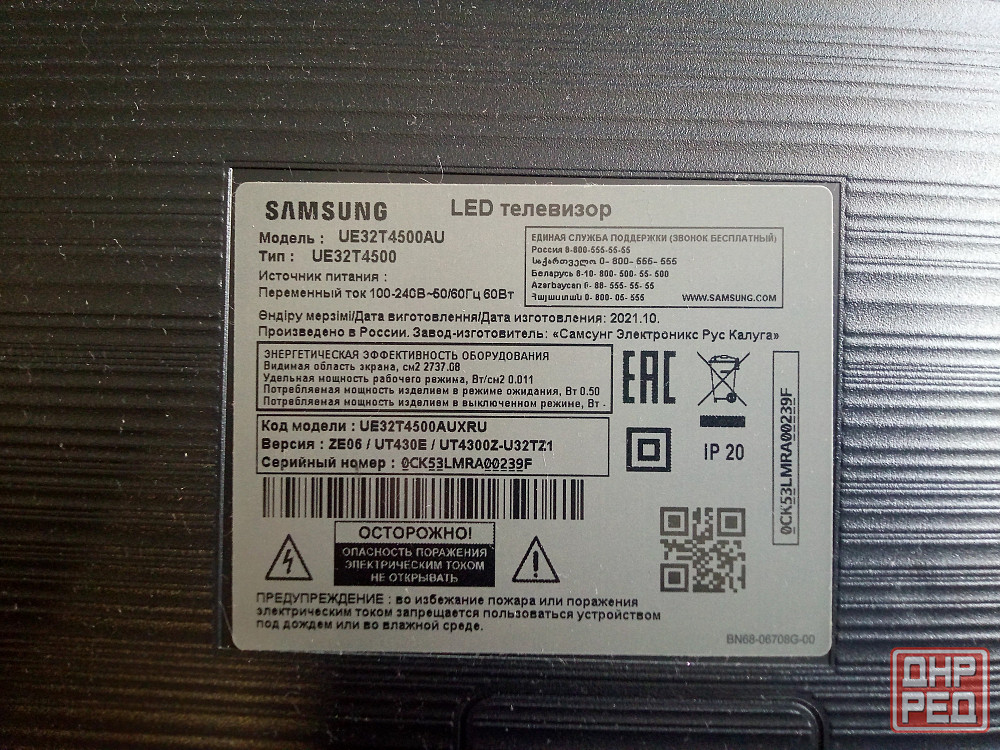 SAMSUNG
LED телевизор
Модель : UE32T4500AU
Тип : UE32T4500
Источник питания :
Переменный ток 100-240В~50/60Гц 60Вт
ЕДИНАЯ СЛУЖБА ПОДДЕРЖКИ (ЗВОНОК БЕСПЛАТНЫЙ)
Россия 8-800-555-55-55
საქართველო 0- 800- 555- 555
Беларусь 8-10- 800- 500- 55- 500
Azərbaycan 0- 88- 555- 55- 55
Հայաստան 0- 800- 05- 555
WWW.SAMSUNG.COM
Өндіру мерзімі/Дата виготовлення/Дата изготовления: 2021.10.
Произведено в России. Завод-изготовитель: «Самсунг Электроникс Рус Калуга»
ЭНЕРГЕТИЧЕСКАЯ ЭФФЕКТИВНОСТЬ ОБОРУДОВАНИЯ
Видимая область экрана, см2 2737.08
Удельная мощность рабочего режима, Вт/см2 0.011
Потребляемая мощность изделием в режиме ожидания, Вт 0.50
Потребляемая мощность изделием в выключенном режиме, Вт -
EAC
Код модели : UE32T4500AUXRU
Версия : ZE06 / UT430E / UT4300Z-U32TZ1
Серийный номер : 0CK53LMRA00239F
IP 20
0CK53LMRA00239F
ОСТОРОЖНО!
ОПАСНОСТЬ ПОРАЖЕНИЯ
ЭЛЕКТРИЧЕСКИМ ТОКОМ
НЕ ОТКРЫВАТЬ
ПРЕДУПРЕЖДЕНИЕ : во избежание пожара или поражения
электрическим током запрещается пользоваться устройством
под дождем или во влажной среде.
BN68-06708G-00
ДНР
РЕД